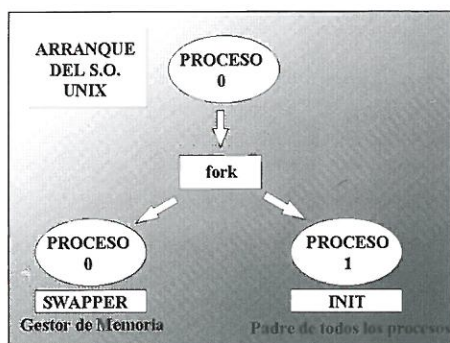 ARRANQUE
DEL S.O.
UNIX
PROCESO
0
fork
PROCESO
0
PROCESO
1
SWAPPER
INIT
Gestor de Memoria
Padre de todos los procesos